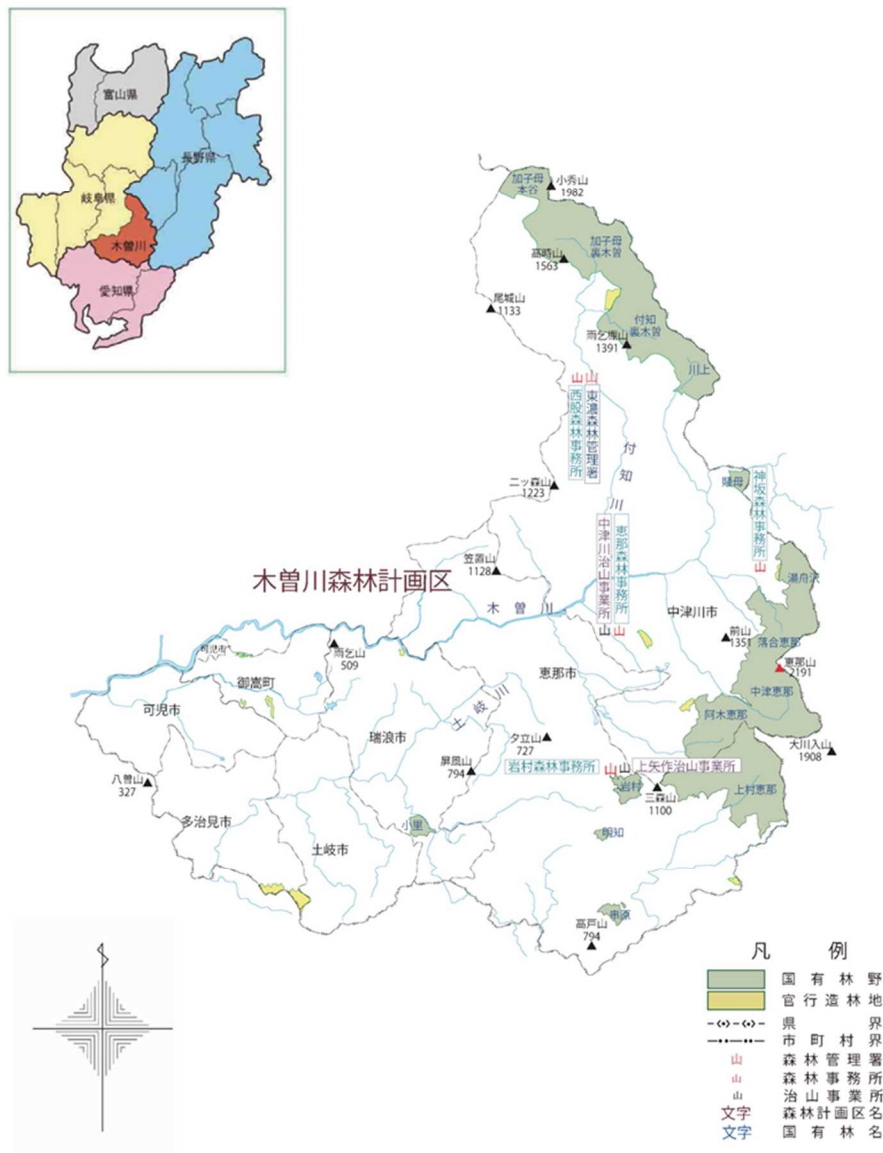 富山県
長野県
岐阜県
木曽川
愛知県
加子母
本谷
小秀山
1982
加子母
裏木曽
高時山
1563
尾城山
1133
付知
裏木曽
雨乞棚山
1391
川上
西股森林事務所
東濃森林管理署
付知川
二ッ森山
1223
神坂森林事務所
中津川治山事業所
恵那森林事務所
笠置山
1128
木曽川森林計画区
木曽川
湯舟沢
中津川市
前山
1351
落合恵那
可児市
雨乞山
509
恵那山
2191
恵那市
御嵩町
中津恵那
可児市
土岐川
阿木恵那
瑞浪市
夕立山
727
大川入山
1908
屏風山
794
岩村森林事務所
上矢作治山事業所
八曽山
327
岩村
三森山
1100
上村恵那
多治見市
小里
土岐市
明知
串原
高戸山
794
凡例
国有林野
官行造林地
県界
市町村界
森林管理署
森林事務所
治山事業所
文字 森林計画区名
文字 国有林名